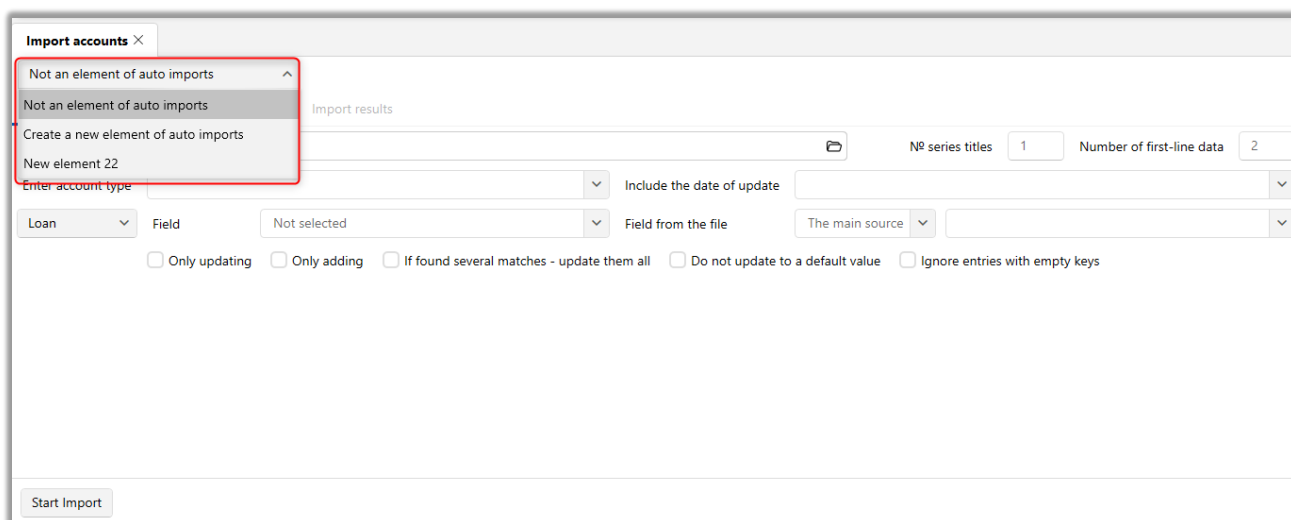 Import accounts
Not an element of auto imports
Not an element of auto imports
Import results
Create a new element of auto imports
Nº series titles 1 Number of first-line data 2
New element 22
Enter account type Include the date of update
Loan Field Not selected Field from the file The main source
Only updating Only adding If found several matches - update them all Do not update to a default value Ignore entries with empty keys
Start Import